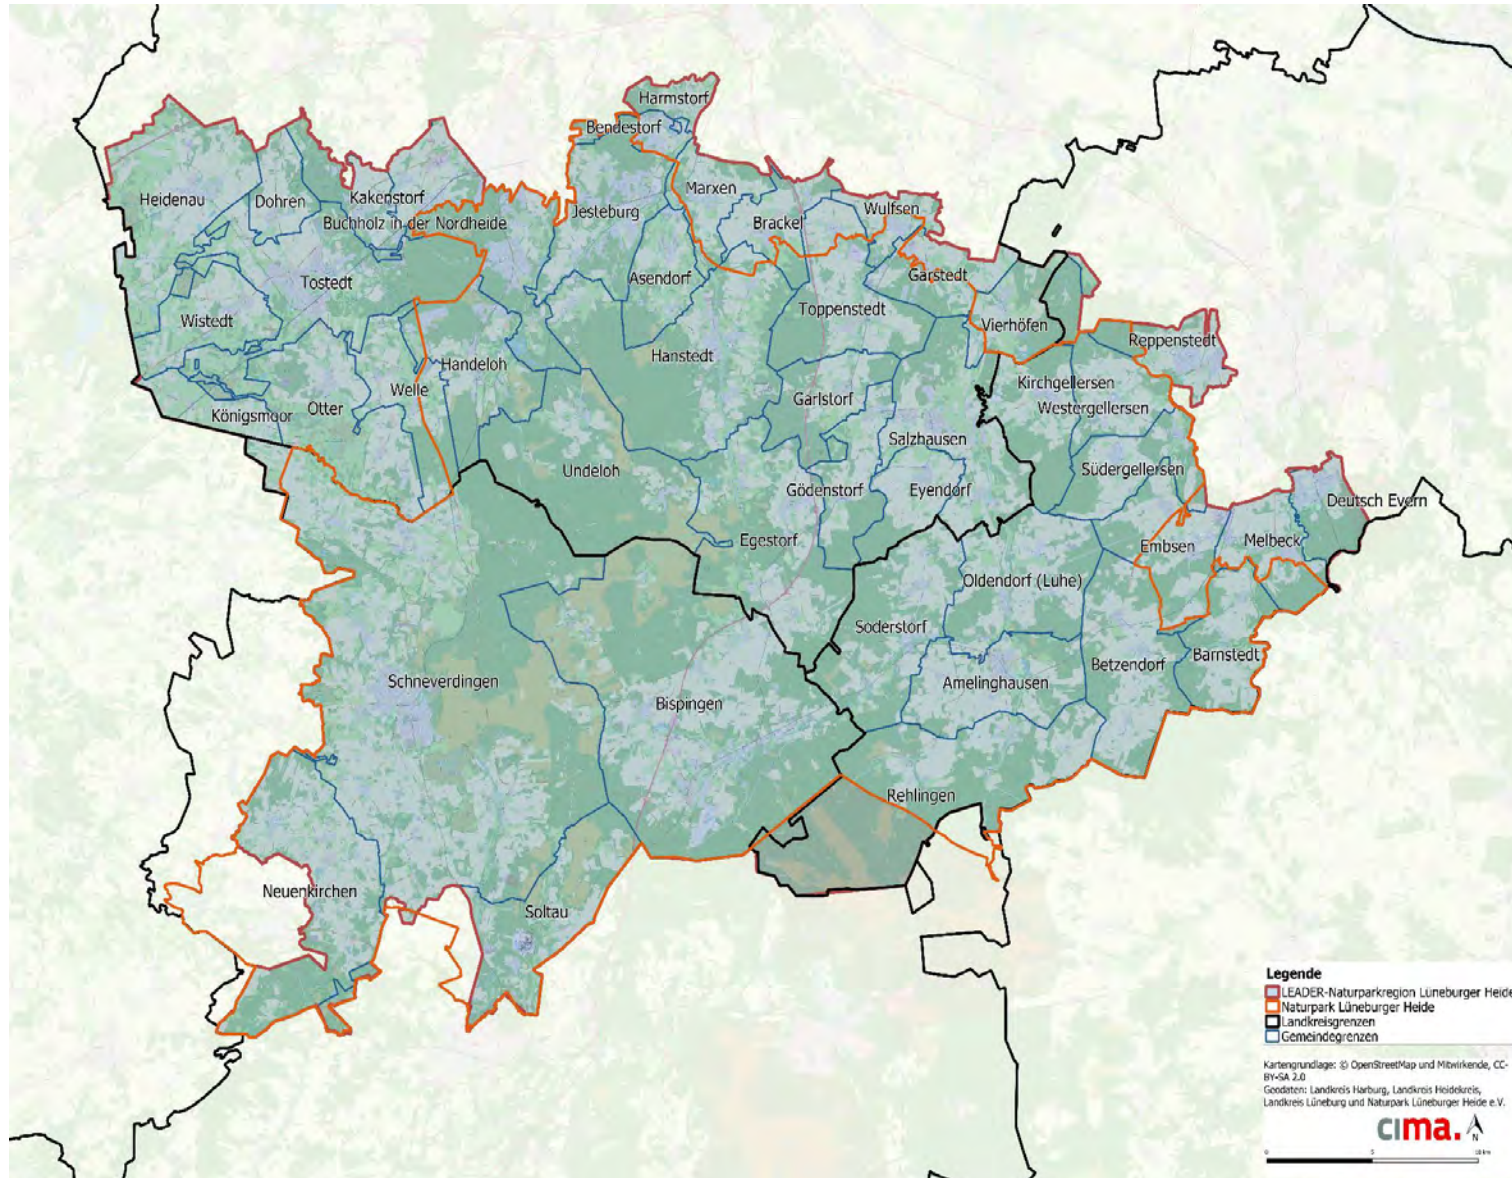 Harmstorf
Bendestorf
Heidenau
Dohren
Kakenstorf
Jesteburg
Marxen
Brackel
Wulfsen
Buchholz in der Nordheide
Tostedt
Asendorf
Garstedt
Toppenstedt
Vierhöfen
Reppenstedt
Wistedt
Handeloh
Hanstedt
Welle
Kirchgellersen
Königsmoor
Otter
Garlstorf
Westergellersen
Salzhausen
Undeloh
Südergellersen
Gödenstorf
Eyendorf
Deutsch Evern
Egestorf
Embsen
Melbeck
Oldendorf (Luhe)
Soderstorf
Schneverdingen
Betzendorf
Barnstedt
Amelinghausen
Bispingen
Rehlingen
Neuenkirchen
Soltau
Legende
LEADER-Naturparkregion Lüneburger Heide
Naturpark Lüneburger Heide
Landkreisgrenzen
Gemeindegrenzen
Kartengrundlage: © OpenStreetMap und Mitwirkende, CC-
BY-SA 2.0
Geodaten: Landkreis Harburg, Landkreis Heidekreis,
Landkreis Lüneburg und Naturpark Lüneburger Heide e.V.
cima.
N
0 5 10 km